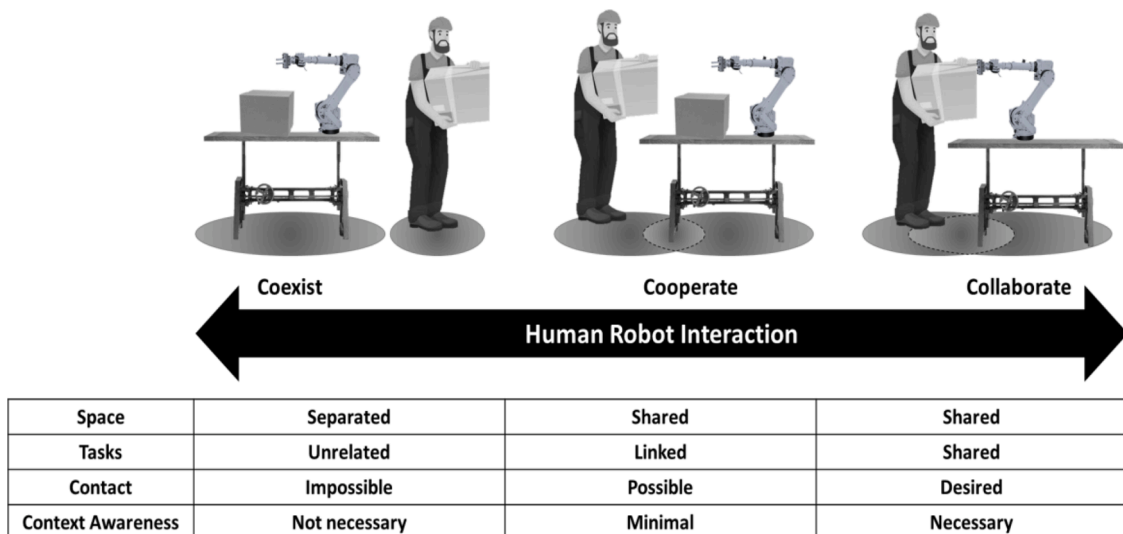 Coexist Cooperate Collaborate
Human Robot Interaction
Space Separated Shared Shared
Tasks Unrelated Linked Shared
Contact Impossible Possible Desired
Context Awareness Not necessary Minimal Necessary